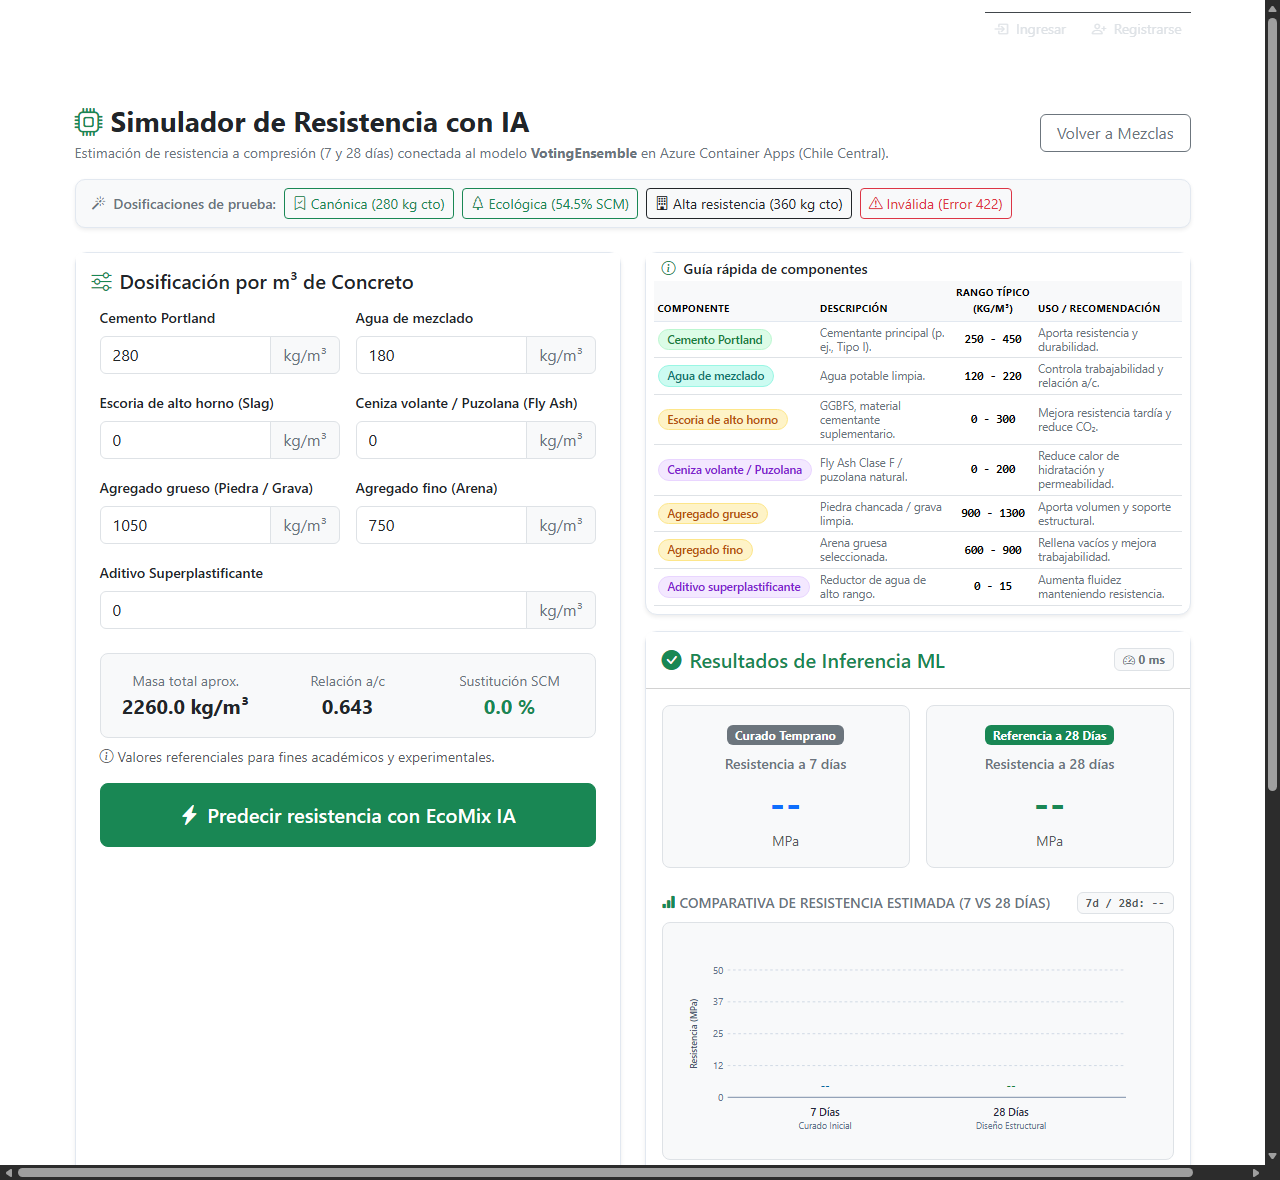 Ingresar
Registrarse
Simulador de Resistencia con IA
Volver a Mezclas
Estimación de resistencia a compresión (7 y 28 días) conectada al modelo VotingEnsemble en Azure Container Apps (Chile Central).
Dosificaciones de prueba:
Canónica (280 kg cto)
Ecológica (54.5% SCM)
Alta resistencia (360 kg cto)
Inválida (Error 422)
Dosificación por m³ de Concreto
Cemento Portland
280 kg/m³
Agua de mezclado
180 kg/m³
Escoria de alto horno (Slag)
0 kg/m³
Ceniza volante / Puzolana (Fly Ash)
0 kg/m³
Agregado grueso (Piedra / Grava)
1050 kg/m³
Agregado fino (Arena)
750 kg/m³
Aditivo Superplastificante
0 kg/m³
Masa total aprox.
2260.0 kg/m³
Relación a/c
0.643
Sustitución SCM
0.0 %
Valores referenciales para fines académicos y experimentales.
Predecir resistencia con EcoMix IA
Guía rápida de componentes
COMPONENTE
DESCRIPCIÓN
RANGO TÍPICO
(KG/M³)
USO / RECOMENDACIÓN
Cemento Portland
Cementante principal (p.
ej., Tipo I).
250 - 450
Aporta resistencia y
durabilidad.
Agua de mezclado
Agua potable limpia.
120 - 220
Controla trabajabilidad y
relación a/c.
Escoria de alto horno
GGBFS, material
cementante
suplementario.
0 - 300
Mejora resistencia tardía y
reduce CO₂.
Ceniza volante / Puzolana
Fly Ash Clase F /
puzolana natural.
0 - 200
Reduce calor de
hidratación y
permeabilidad.
Agregado grueso
Piedra chancada / grava
limpia.
900 - 1300
Aporta volumen y soporte
estructural.
Agregado fino
Arena gruesa
seleccionada.
600 - 900
Rellena vacíos y mejora
trabajabilidad.
Aditivo superplastificante
Reductor de agua de
alto rango.
0 - 15
Aumenta fluidez
manteniendo resistencia.
Resultados de Inferencia ML
0 ms
Curado Temprano
Resistencia a 7 días
--
MPa
Referencia a 28 Días
Resistencia a 28 días
--
MPa
COMPARATIVA DE RESISTENCIA ESTIMADA (7 VS 28 DÍAS)
7d / 28d: --
Resistencia (MPa)
50
37
25
12
0
--
--
7 Días
Curado Inicial
28 Días
Diseño Estructural